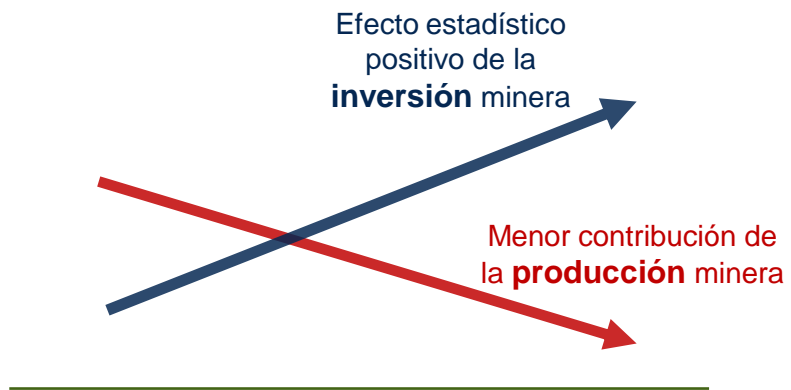 Efecto estadístico
positivo de la
inversión minera
Menor contribución de
la producción minera